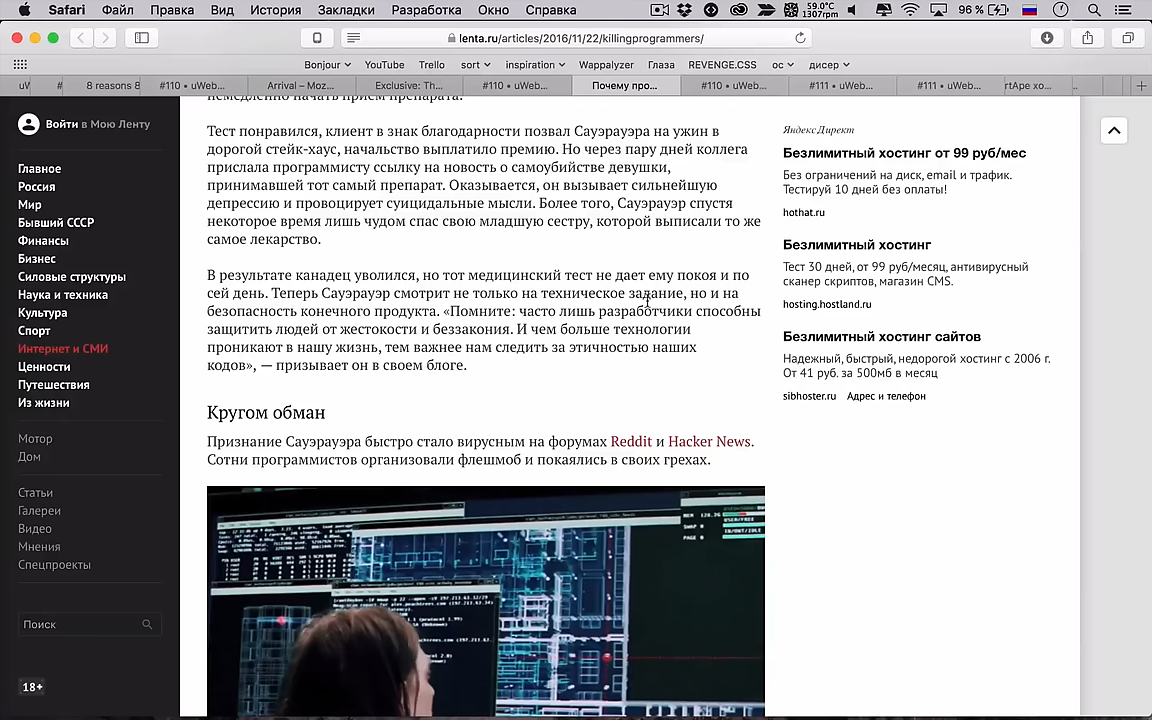 Safari Файл Правка Вид История Закладки Разработка Окно Справка 59.0°C 1307rpm 96 %
lenta.ru/articles/2016/11/22/killingprogrammers/
Bonjour YouTube Trello sort inspiration Wappalyzer Глаза REVENGE.CSS ос дисер
uW # 8 reasons 8 #110 • uWeb... Arrival – Moz... Exclusive: Th... #110 • uWeb... Почему про... #110 • uWeb... #111 • uWeb... #111 • uWeb... rtApe хо...
Войти в Мою Ленту
Главное
Россия
Мир
Бывший СССР
Финансы
Бизнес
Силовые структуры
Наука и техника
Культура
Спорт
Интернет и СМИ
Ценности
Путешествия
Из жизни
Мотор
Дом
Статьи
Галереи
Видео
Мнения
Спецпроекты
Поиск
18+
немедленно начать прием препарата.
Тест понравился, клиент в знак благодарности позвал Сауэрауэра на ужин в
дорогой стейк-хаус, начальство выплатило премию. Но через пару дней коллега
прислала программисту ссылку на новость о самоубийстве девушки,
принимавшей тот самый препарат. Оказывается, он вызывает сильнейшую
депрессию и провоцирует суицидальные мысли. Более того, Сауэрауэр спустя
некоторое время лишь чудом спас свою младшую сестру, которой выписали то же
самое лекарство.
В результате канадец уволился, но тот медицинский тест не дает ему покоя и по
сей день. Теперь Сауэрауэр смотрит не только на техническое задание, но и на
безопасность конечного продукта. «Помните: часто лишь разработчики способны
защитить людей от жестокости и беззакония. И чем больше технологии
проникают в нашу жизнь, тем важнее нам следить за этичностью наших
кодов», — призывает он в своем блоге.
Кругом обман
Признание Сауэрауэра быстро стало вирусным на форумах Reddit и Hacker News.
Сотни программистов организовали флешмоб и покаялись в своих грехах.
Яндекс Директ
Безлимитный хостинг от 99 руб/мес
Без ограничений на диск, email и трафик.
Тестируй 10 дней без оплаты!
hothat.ru
Безлимитный хостинг
Тест 30 дней, от 99 руб/месяц, антивирусный
сканер скриптов, магазин CMS.
hosting.hostland.ru
Безлимитный хостинг сайтов
Надежный, быстрый, недорогой хостинг с 2006 г.
От 41 руб. за 500мб в месяц
sibhoster.ru Адрес и телефон